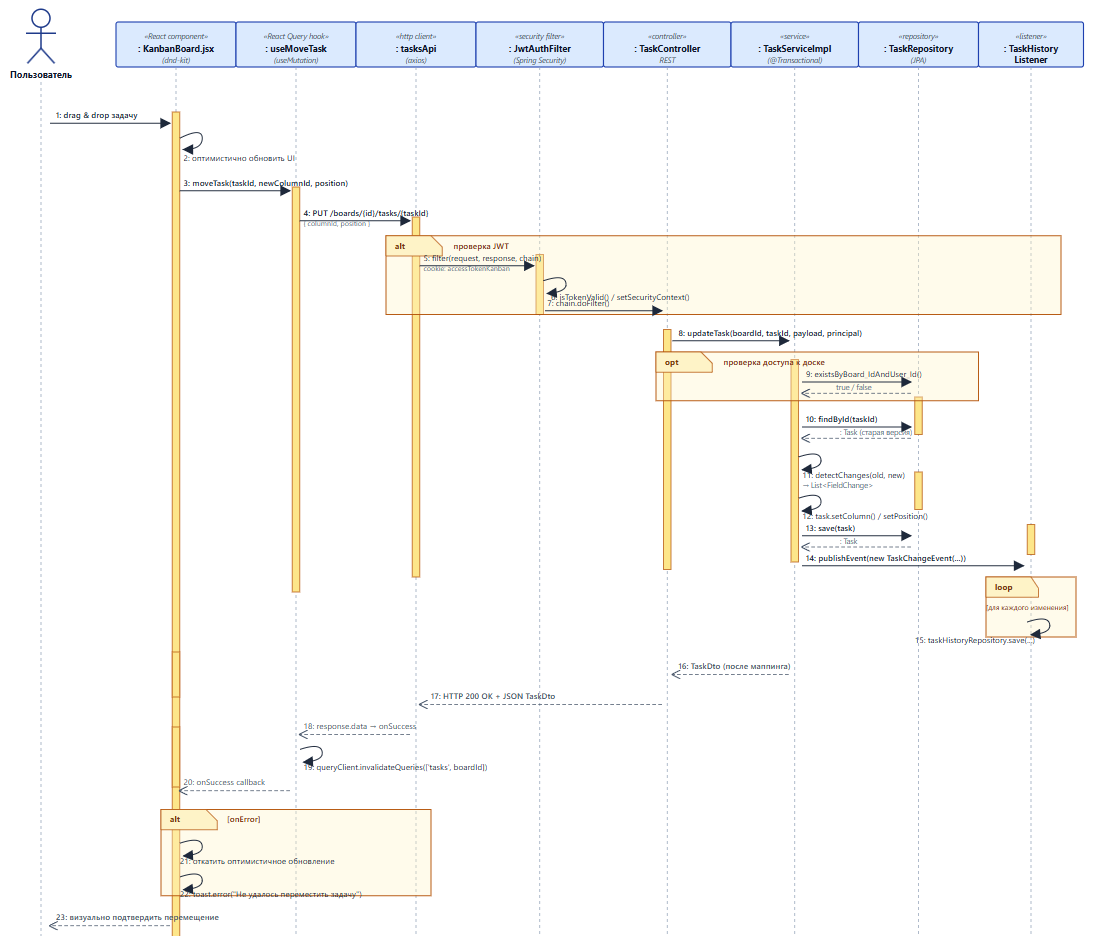 «React component»
: KanbanBoard.jsx
(dnd-kit)
«React Query hook»
: useMoveTask
(useMutation)
«http client»
: tasksApi
(axios)
«security filter»
: JwtAuthFilter
(Spring Security)
«controller»
: TaskController
REST
«service»
: TaskServiceImpl
(@Transactional)
«repository»
: TaskRepository
(JPA)
«listener»
: TaskHistory
Listener
Пользователь
1: drag & drop задачу
2: оптимистично обновить UI
3: moveTask(taskId, newColumnId, position)
4: PUT /boards/{id}/tasks/{taskId}
{ columnId, position }
alt
проверка JWT
5: filter(request, response, chain)
cookie: accessTokenKanban
6: isTokenValid() / setSecurityContext()
7: chain.doFilter()
8: updateTask(boardId, taskId, payload, principal)
opt
проверка доступа к доске
9: existsByBoard_IdAndUser_Id()
true / false
10: findById(taskId)
: Task (старая версия)
11: detectChanges(old, new)
→ List<FieldChange>
12: task.setColumn() / setPosition()
13: save(task)
: Task
14: publishEvent(new TaskChangeEvent(...))
loop
[для каждого изменения]
15: taskHistoryRepository.save(...)
16: TaskDto (после маппинга)
17: HTTP 200 OK + JSON TaskDto
18: response.data → onSuccess
19: queryClient.invalidateQueries(['tasks', boardId])
20: onSuccess callback
alt
[onError]
21: откатить оптимистичное обновление
22: toast.error("Не удалось переместить задачу")
23: визуально подтвердить перемещение